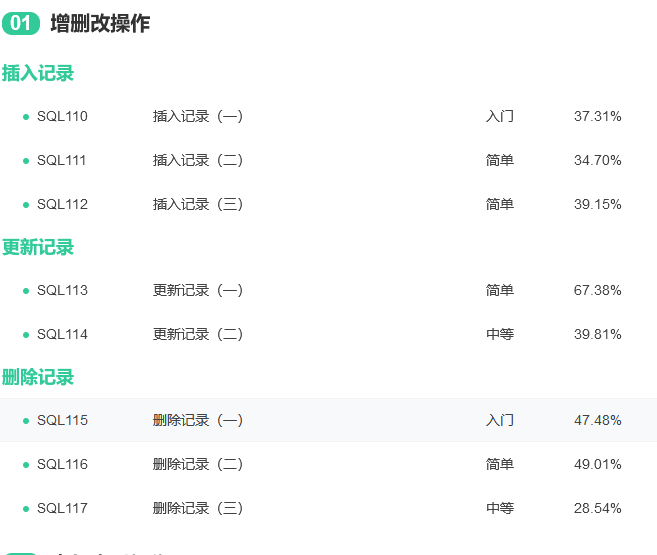 01 增删改操作
插入记录
SQL110 插入记录（一） 入门 37.31%
SQL111 插入记录（二） 简单 34.70%
SQL112 插入记录（三） 简单 39.15%
更新记录
SQL113 更新记录（一） 简单 67.38%
SQL114 更新记录（二） 中等 39.81%
删除记录
SQL115 删除记录（一） 入门 47.48%
SQL116 删除记录（二） 简单 49.01%
SQL117 删除记录（三） 中等 28.54%